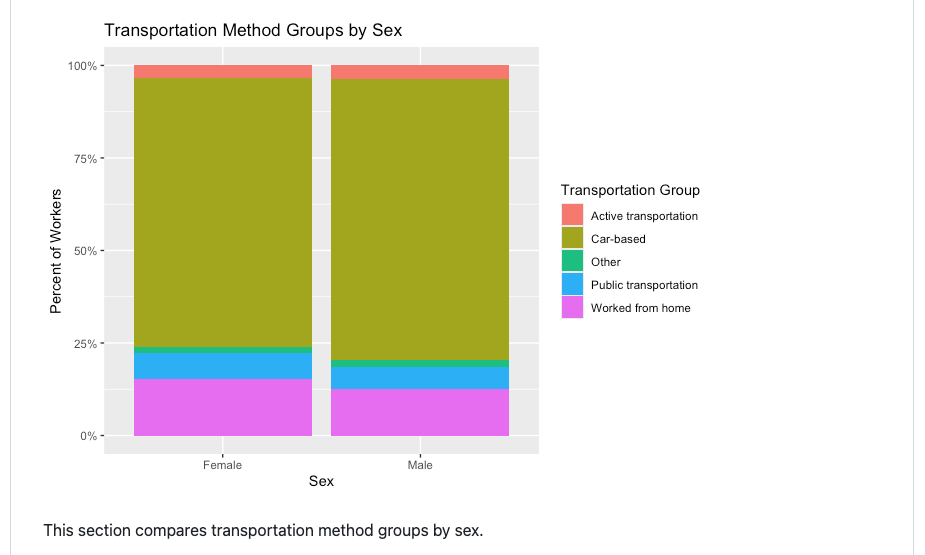 Transportation Method Groups by Sex
100%
75%
50%
25%
0%
Percent of Workers
Female
Male
Sex
Transportation Group
Active transportation
Car-based
Other
Public transportation
Worked from home
This section compares transportation method groups by sex.